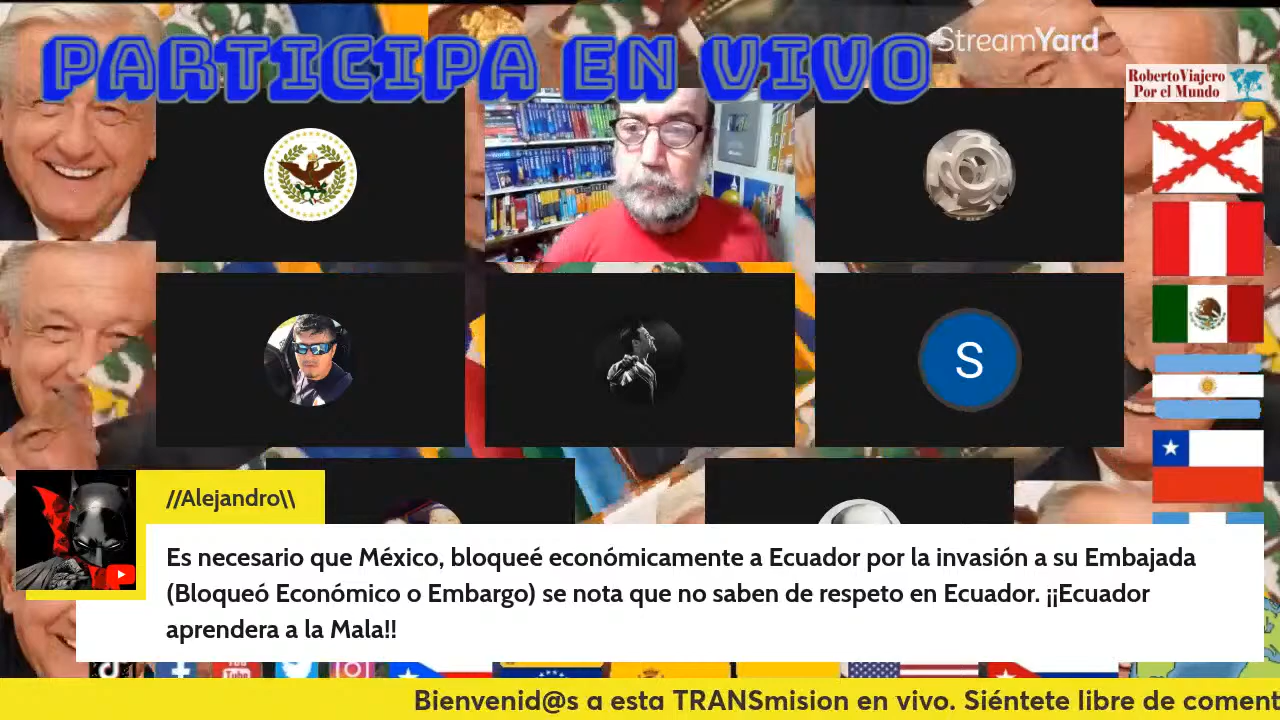 PARTICIPA EN VIVO
StreamYard
RobertoViajero
Por el Mundo
S
//Alejandro\\
Es necesario que México, bloqueé económicamente a Ecuador por la invasión a su Embajada
(Bloqueó Económico o Embargo) se nota que no saben de respeto en Ecuador. ¡¡Ecuador
aprendera a la Mala!!
You
Tube
Bienvenid@s a esta TRANSmision en vivo. Siéntete libre de coment